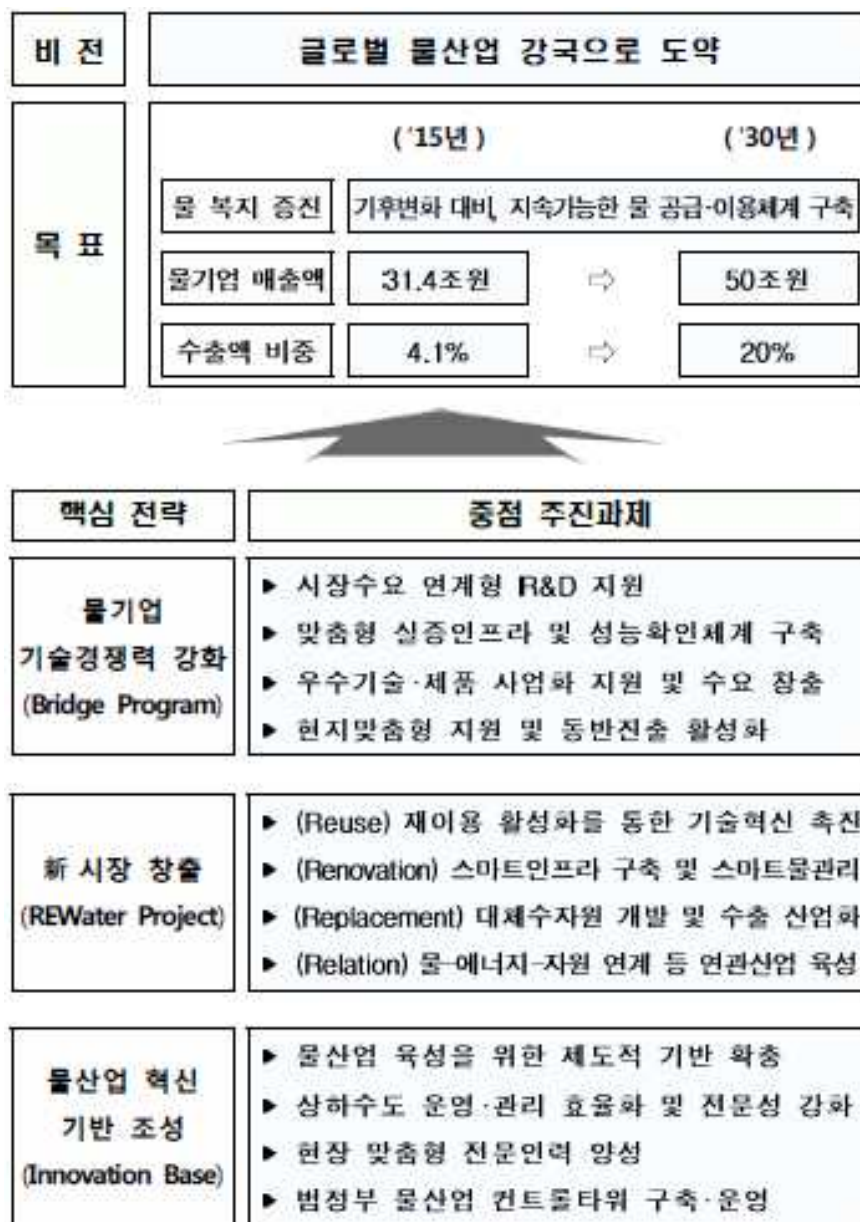 비 전
글로벌 물산업 강국으로 도약
목 표
('15년) ('30년)
물 복지 증진 기후변화 대비, 지속가능한 물 공급·이용체계 구축
물기업 매출액 31.4조원 ⇨ 50조원
수출액 비중 4.1% ⇨ 20%
핵심 전략 중점 추진과제
물기업
기술경쟁력 강화
(Bridge Program)
▶ 시장수요 연계형 R&D 지원
▶ 맞춤형 실증인프라 및 성능확인체계 구축
▶ 우수기술·제품 사업화 지원 및 수요 창출
▶ 현지맞춤형 지원 및 동반진출 활성화
新 시장 창출
(REWater Project)
▶ (Reuse) 재이용 활성화를 통한 기술혁신 촉진
▶ (Renovation) 스마트인프라 구축 및 스마트물관리
▶ (Replacement) 대체수자원 개발 및 수출 산업화
▶ (Relation) 물-에너지-자원 연계 등 연관산업 육성
물산업 혁신
기반 조성
(Innovation Base)
▶ 물산업 육성을 위한 제도적 기반 확충
▶ 상하수도 운영·관리 효율화 및 전문성 강화
▶ 현장 맞춤형 전문인력 양성
▶ 범정부 물산업 컨트롤타워 구축·운영